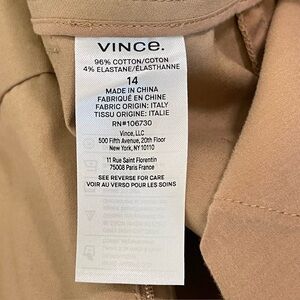 VINCE.
96% COTTON/COTON
4% ELASTANE/ÉLASTHANNE
14
MADE IN CHINA
FABRIQUÉ EN CHINE
FABRIC ORIGIN: ITALY
TISSU ORIGINE: ITALIE
RN#106730
Vince, LLC
500 Fifth Avenue, 20th Floor
New York, NY 10110
11 Rue Saint Florentin
75008 Paris France
SEE REVERSE FOR CARE
VOIR AU VERSO POUR LES SOINS